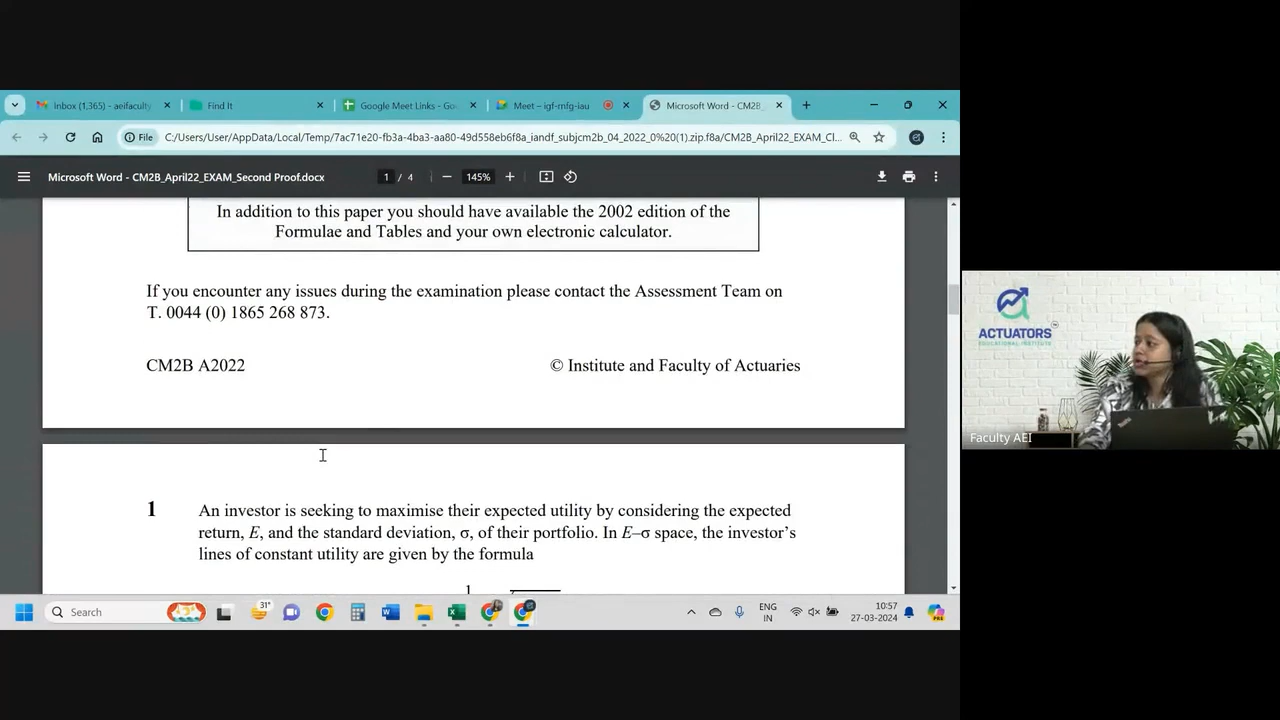 Inbox (1,365) - aeifaculty
Find It
Google Meet Links - Go
Meet – igf-rnfg-iau
Microsoft Word - CM2B_
File
C:/Users/User/AppData/Local/Temp/7ac71e20-fb3a-4ba3-aa80-49d558eb6f8a_iandf_subjcm2b_04_2022_0%20(1).zip.f8a/CM2B_April22_EXAM_Cl...
Microsoft Word - CM2B_April22_EXAM_Second Proof.docx
1 / 4
145%
In addition to this paper you should have available the 2002 edition of the
Formulae and Tables and your own electronic calculator.
If you encounter any issues during the examination please contact the Assessment Team on
T. 0044 (0) 1865 268 873.
CM2B A2022
© Institute and Faculty of Actuaries
1
An investor is seeking to maximise their expected utility by considering the expected
return, E, and the standard deviation, σ, of their portfolio. In E–σ space, the investor's
lines of constant utility are given by the formula
ACTUATORS
EDUCATIONAL INSTITUTE
Faculty AEI
Search
31°
ENG
IN
10:57
27-03-2024